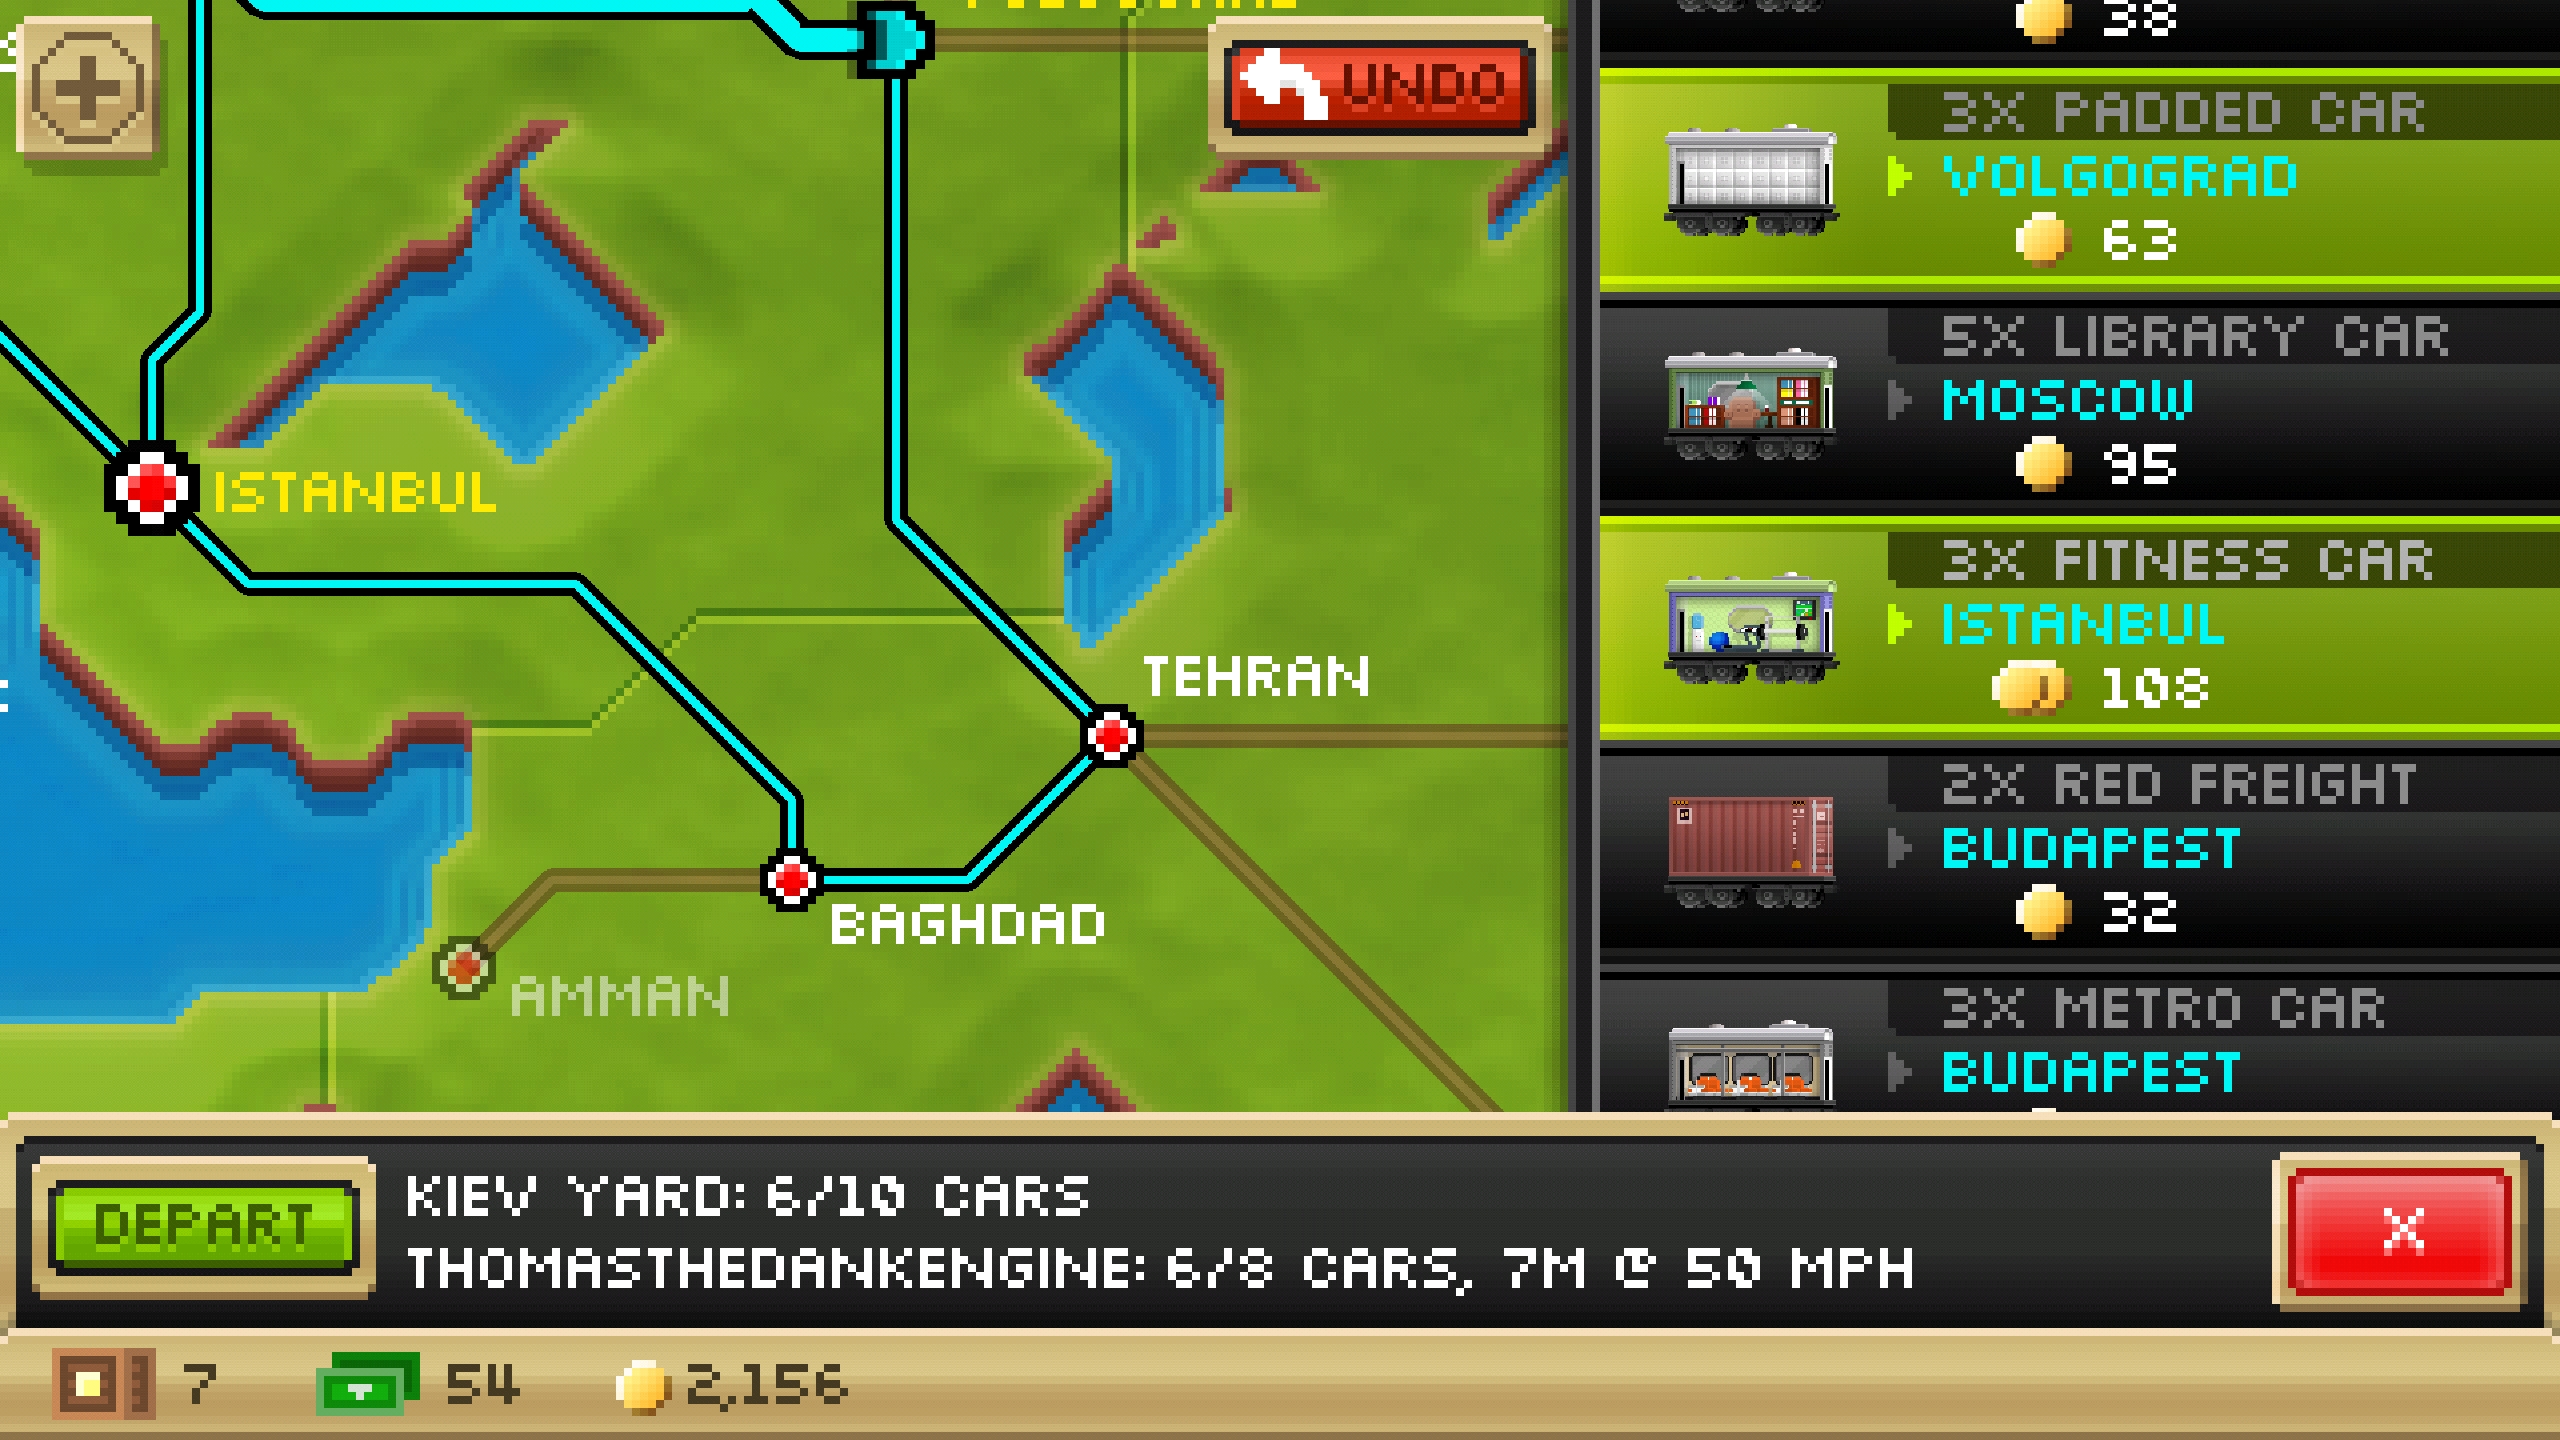 UNDO
ISTANBUL
TEHRAN
BAGHDAD
AMMAN
38
3X PADDED CAR
VOLGOGRAD
63
5X LIBRARY CAR
MOSCOW
95
3X FITNESS CAR
ISTANBUL
108
2X RED FREIGHT
BUDAPEST
32
3X METRO CAR
BUDAPEST
DEPART
KIEV YARD: 6/10 CARS
THOMASTHEDANKENGINE: 6/8 CARS, 7M @ 50 MPH
X
7
54
2,156